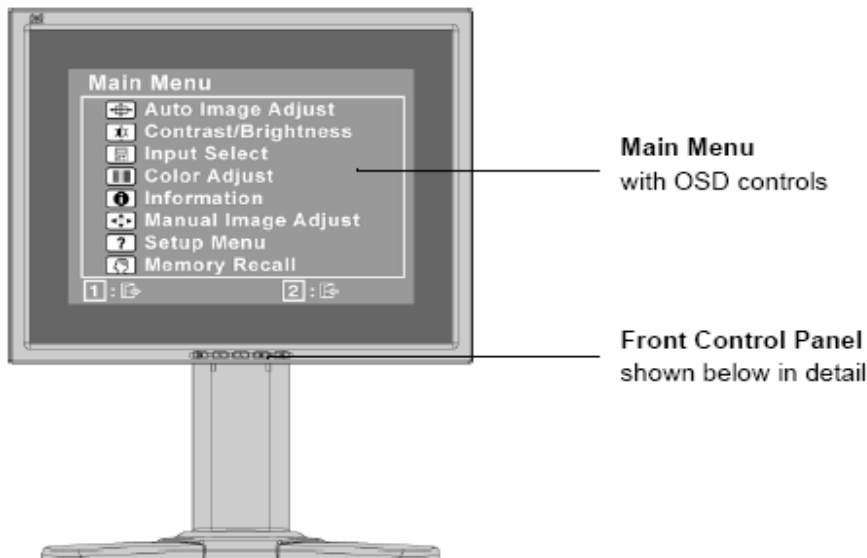 Main Menu
Auto Image Adjust
Contrast/Brightness
Input Select
Color Adjust
Information
Manual Image Adjust
Setup Menu
Memory Recall
1 : 2 :
Main Menu
with OSD controls
Front Control Panel
shown below in detail